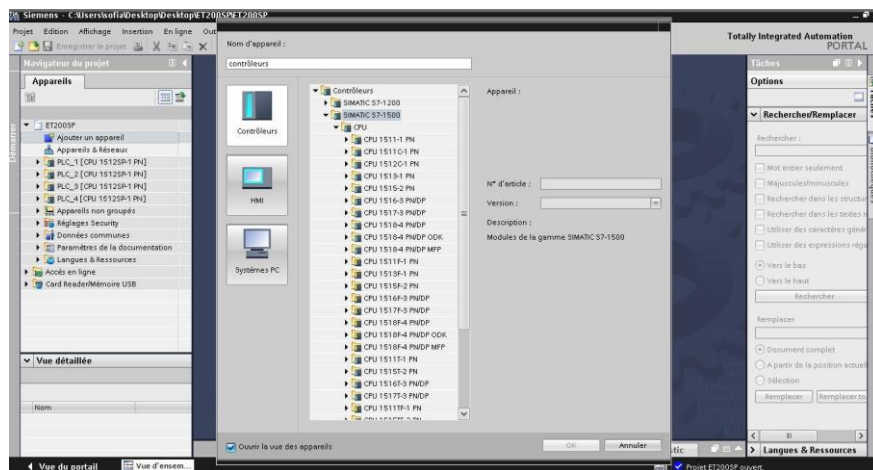 Siemens - C:\Users\sofia\Desktop\Desktop\ET200SP\ET200SP
Projet Edition Affichage Insertion En ligne Out
Enregistrer le projet
Totally Integrated Automation
PORTAL
Navigateur du projet
Appareils
ET200SP
Ajouter un appareil
Appareils & Réseaux
PLC_1 [CPU 1512SP-1 PN]
PLC_2 [CPU 1512SP-1 PN]
PLC_3 [CPU 1512SP-1 PN]
PLC_4 [CPU 1512SP-1 PN]
Appareils non groupés
Réglages Security
Données communes
Paramètres de la documentation
Langues & Ressources
Accès en ligne
Card Reader/Mémoire USB
Vue détaillée
Nom
Démarrer
Nom d'appareil :
contrôleurs
Contrôleurs
HMI
Systèmes PC
Contrôleurs
SIMATIC S7-1200
SIMATIC S7-1500
CPU
CPU 1511-1 PN
CPU 1511C-1 PN
CPU 1512C-1 PN
CPU 1513-1 PN
CPU 1515-2 PN
CPU 1516-3 PN/DP
CPU 1517-3 PN/DP
CPU 1518-4 PN/DP
CPU 1518-4 PN/DP ODK
CPU 1518-4 PN/DP MFP
CPU 1511F-1 PN
CPU 1513F-1 PN
CPU 1515F-2 PN
CPU 1516F-3 PN/DP
CPU 1517F-3 PN/DP
CPU 1518F-4 PN/DP
CPU 1518F-4 PN/DP ODK
CPU 1518F-4 PN/DP MFP
CPU 1511T-1 PN
CPU 1515T-2 PN
CPU 1516T-3 PN/DP
CPU 1517T-3 PN/DP
CPU 1511TF-1 PN
Appareil :
N° d'article :
Version :
Description :
Modules de la gamme SIMATIC S7-1500
Ouvrir la vue des appareils
OK
Annuler
Tâches
Options
Rechercher/Remplacer
Rechercher :
Mot entier seulement
Majuscules/minuscules
Rechercher dans les structur
Rechercher dans les textes m
Utiliser des caractères génér
Utiliser des expressions régu
Vers le bas
Vers le haut
Rechercher
Remplacer
Document complet
A partir de la position actuel
Sélection
Remplacer
Remplacer to
Langues & Ressources
Vue du portail
Vue d'ensem...
Projet ET200SP ouvert.